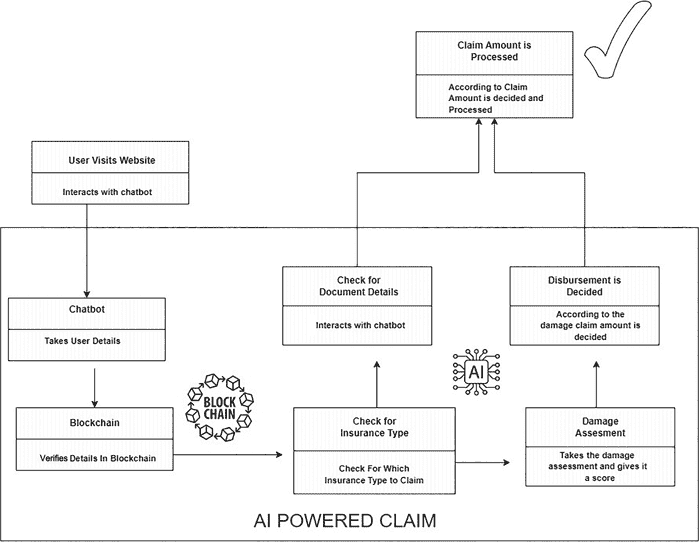 Claim Amount is
Processed
According to Claim
Amount is decided and
Processed
User Visits Website
Interacts with chatbot
Check for
Document Details
Interacts with chatbot
Disbursement is
Decided
According to the
damage claim amount is
decided
Chatbot
Takes User Details
BLOCK
CHAIN
AI
Blockchain
Verifies Details In Blockchain
Check for
Insurance Type
Check For Which
Insurance Type to Claim
Damage
Assesment
Takes the damage
assessment and gives it
a score
AI POWERED CLAIM